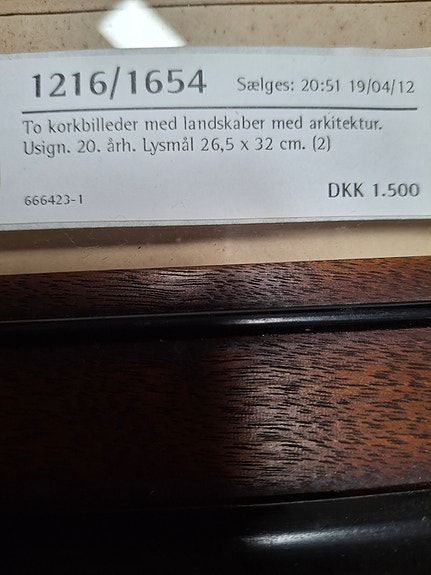 1216/1654 Sælges: 20:51 19/04/12
To korkbilleder med landskaber med arkitektur.
Usign. 20. årh. Lysmål 26,5 x 32 cm. (2)
666423-1 DKK 1.500